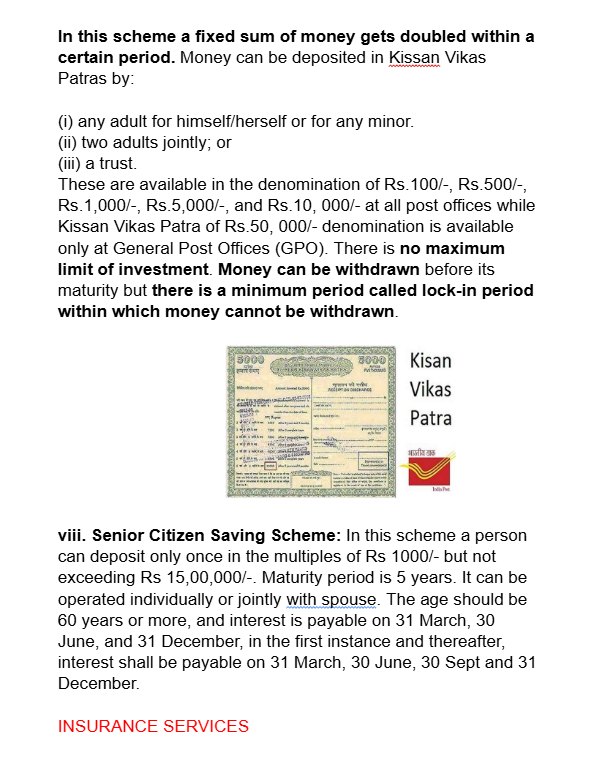 In this scheme a fixed sum of money gets doubled within a
certain period. Money can be deposited in Kissan Vikas
Patras by:
(i) any adult for himself/herself or for any minor.
(ii) two adults jointly; or
(iii) a trust.
These are available in the denomination of Rs.100/-, Rs.500/-,
Rs.1,000/-, Rs.5,000/-, and Rs.10, 000/- at all post offices while
Kissan Vikas Patra of Rs.50, 000/- denomination is available
only at General Post Offices (GPO). There is no maximum
limit of investment. Money can be withdrawn before its
maturity but there is a minimum period called lock-in period
within which money cannot be withdrawn.
5000 5000
Kisan
Vikas
Patra
भारतीय डाक
India Post
viii. Senior Citizen Saving Scheme: In this scheme a person
can deposit only once in the multiples of Rs 1000/- but not
exceeding Rs 15,00,000/-. Maturity period is 5 years. It can be
operated individually or jointly with spouse. The age should be
60 years or more, and interest is payable on 31 March, 30
June, and 31 December, in the first instance and thereafter,
interest shall be payable on 31 March, 30 June, 30 Sept and 31
December.
INSURANCE SERVICES